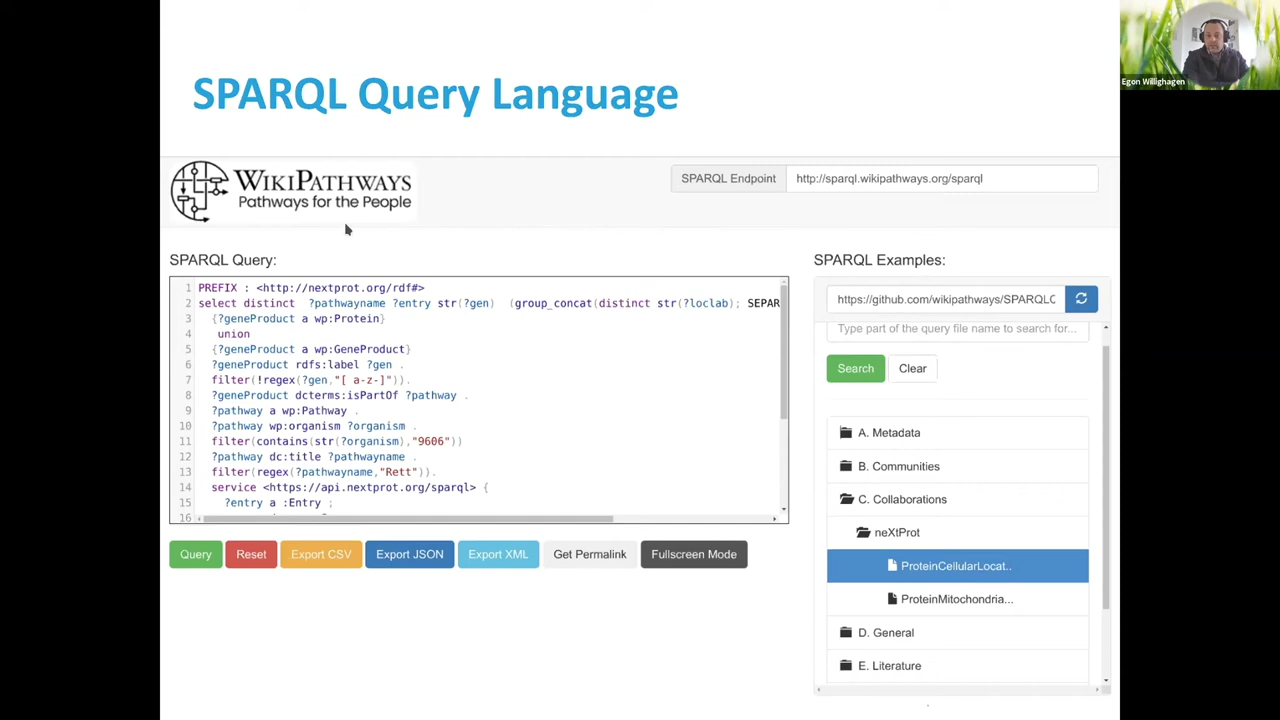 SPARQL Query Language
Egon Willighagen
WIKIPATHWAYS
Pathways for the People
SPARQL Endpoint
http://sparql.wikipathways.org/sparql
SPARQL Query:
1 PREFIX : <http://nextprot.org/rdf#>
2 select distinct ?pathwayname ?entry str(?gen) (group_concat(distinct str(?loclab); SEPAR
3 {?geneProduct a wp:Protein}
4 union
5 {?geneProduct a wp:GeneProduct}
6 ?geneProduct rdfs:label ?gen .
7 filter(!regex(?gen,"[ a-z-]")).
8 ?geneProduct dcterms:isPartOf ?pathway .
9 ?pathway a wp:Pathway .
10 ?pathway wp:organism ?organism .
11 filter(contains(str(?organism),"9606"))
12 ?pathway dc:title ?pathwayname .
13 filter(regex(?pathwayname,"Rett")).
14 service <https://api.nextprot.org/sparql> {
15 ?entry a :Entry ;
16
Query
Reset
Export CSV
Export JSON
Export XML
Get Permalink
Fullscreen Mode
SPARQL Examples:
https://github.com/wikipathways/SPARQLC
Type part of the query file name to search for...
Search
Clear
A. Metadata
B. Communities
C. Collaborations
neXtProt
ProteinCellularLocat..
ProteinMitochondria...
D. General
E. Literature